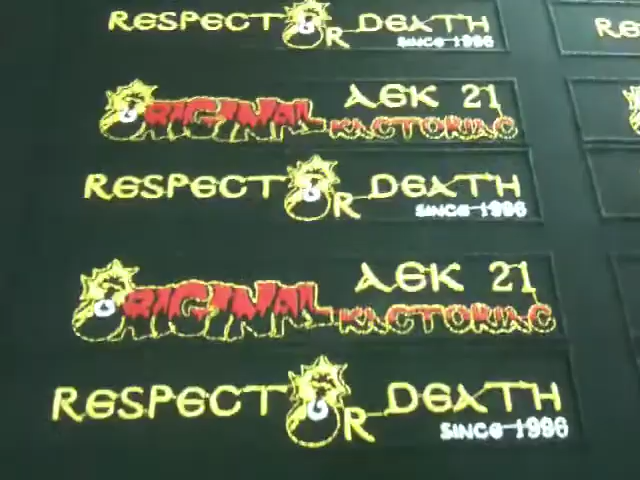 RESPECT OR DEATH
SINCE 1996
RE
ORIGINAL AEK 21
RESPECT OR DEATH
SINCE 1996
ORIGINAL AEK 21
RESPECT OR DEATH
SINCE 1996